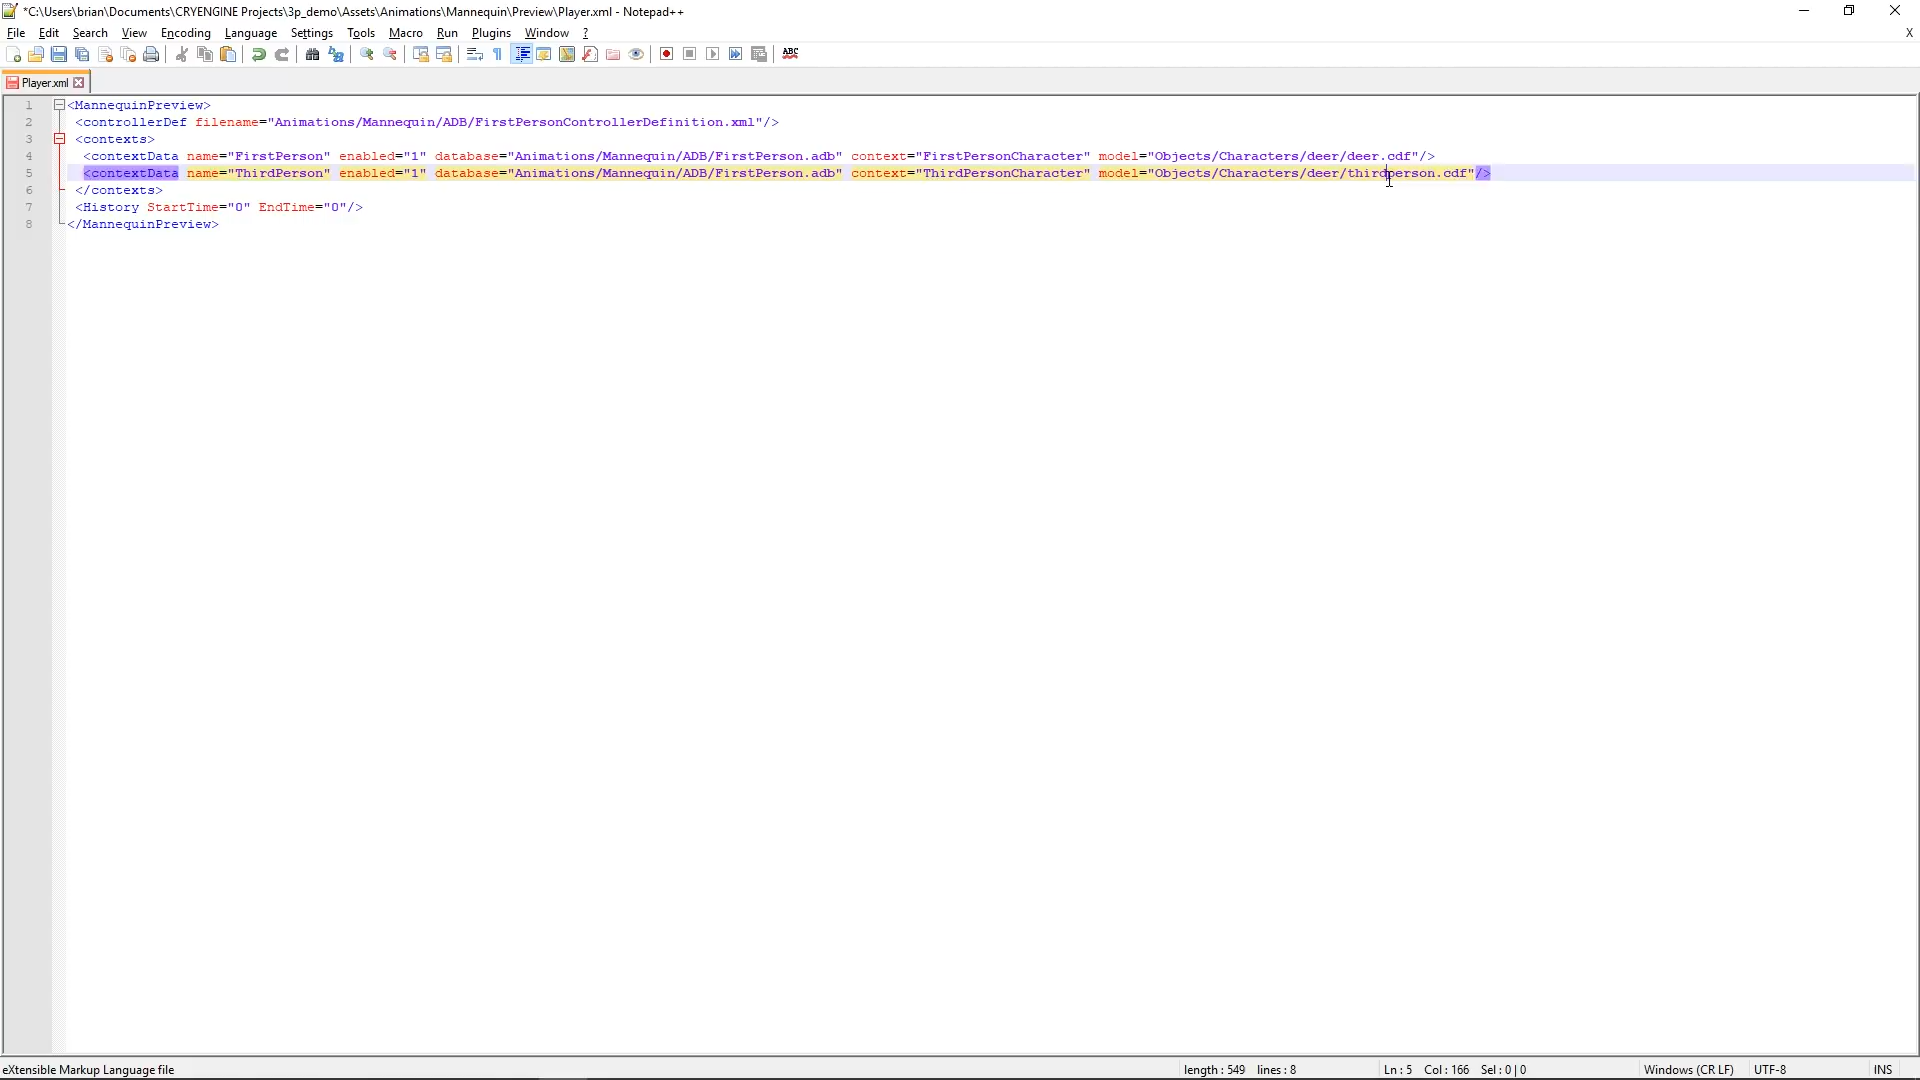 *C:\Users\brian\Documents\CRYENGINE Projects\3p_demo\Assets\Animations\Mannequin\Preview\Player.xml - Notepad++
File Edit Search View Encoding Language Settings Tools Macro Run Plugins Window ? X
ABC
Player.xml
1 <MannequinPreview>
2 <controllerDef filename="Animations/Mannequin/ADB/FirstPersonControllerDefinition.xml"/>
3 <contexts>
4 <contextData name="FirstPerson" enabled="1" database="Animations/Mannequin/ADB/FirstPerson.adb" context="FirstPersonCharacter" model="Objects/Characters/deer/deer.cdf"/>
5 <contextData name="ThirdPerson" enabled="1" database="Animations/Mannequin/ADB/FirstPerson.adb" context="ThirdPersonCharacter" model="Objects/Characters/deer/thirdperson.cdf"/>
6 </contexts>
7 <History StartTime="0" EndTime="0"/>
8 </MannequinPreview>
eXtensible Markup Language file length : 549 lines : 8 Ln : 5 Col : 166 Sel : 0 | 0 Windows (CR LF) UTF-8 INS